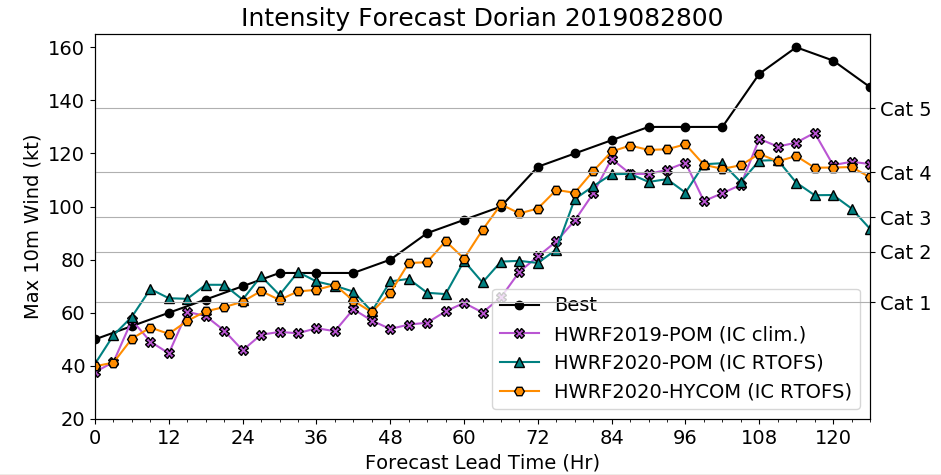 Intensity Forecast Dorian 2019082800
Max 10m Wind (kt)
160
140
120
100
80
60
40
20
Cat 5
Cat 4
Cat 3
Cat 2
Cat 1
Best
HWRF2019-POM (IC clim.)
HWRF2020-POM (IC RTOFS)
HWRF2020-HYCOM (IC RTOFS)
0 12 24 36 48 60 72 84 96 108 120
Forecast Lead Time (Hr)